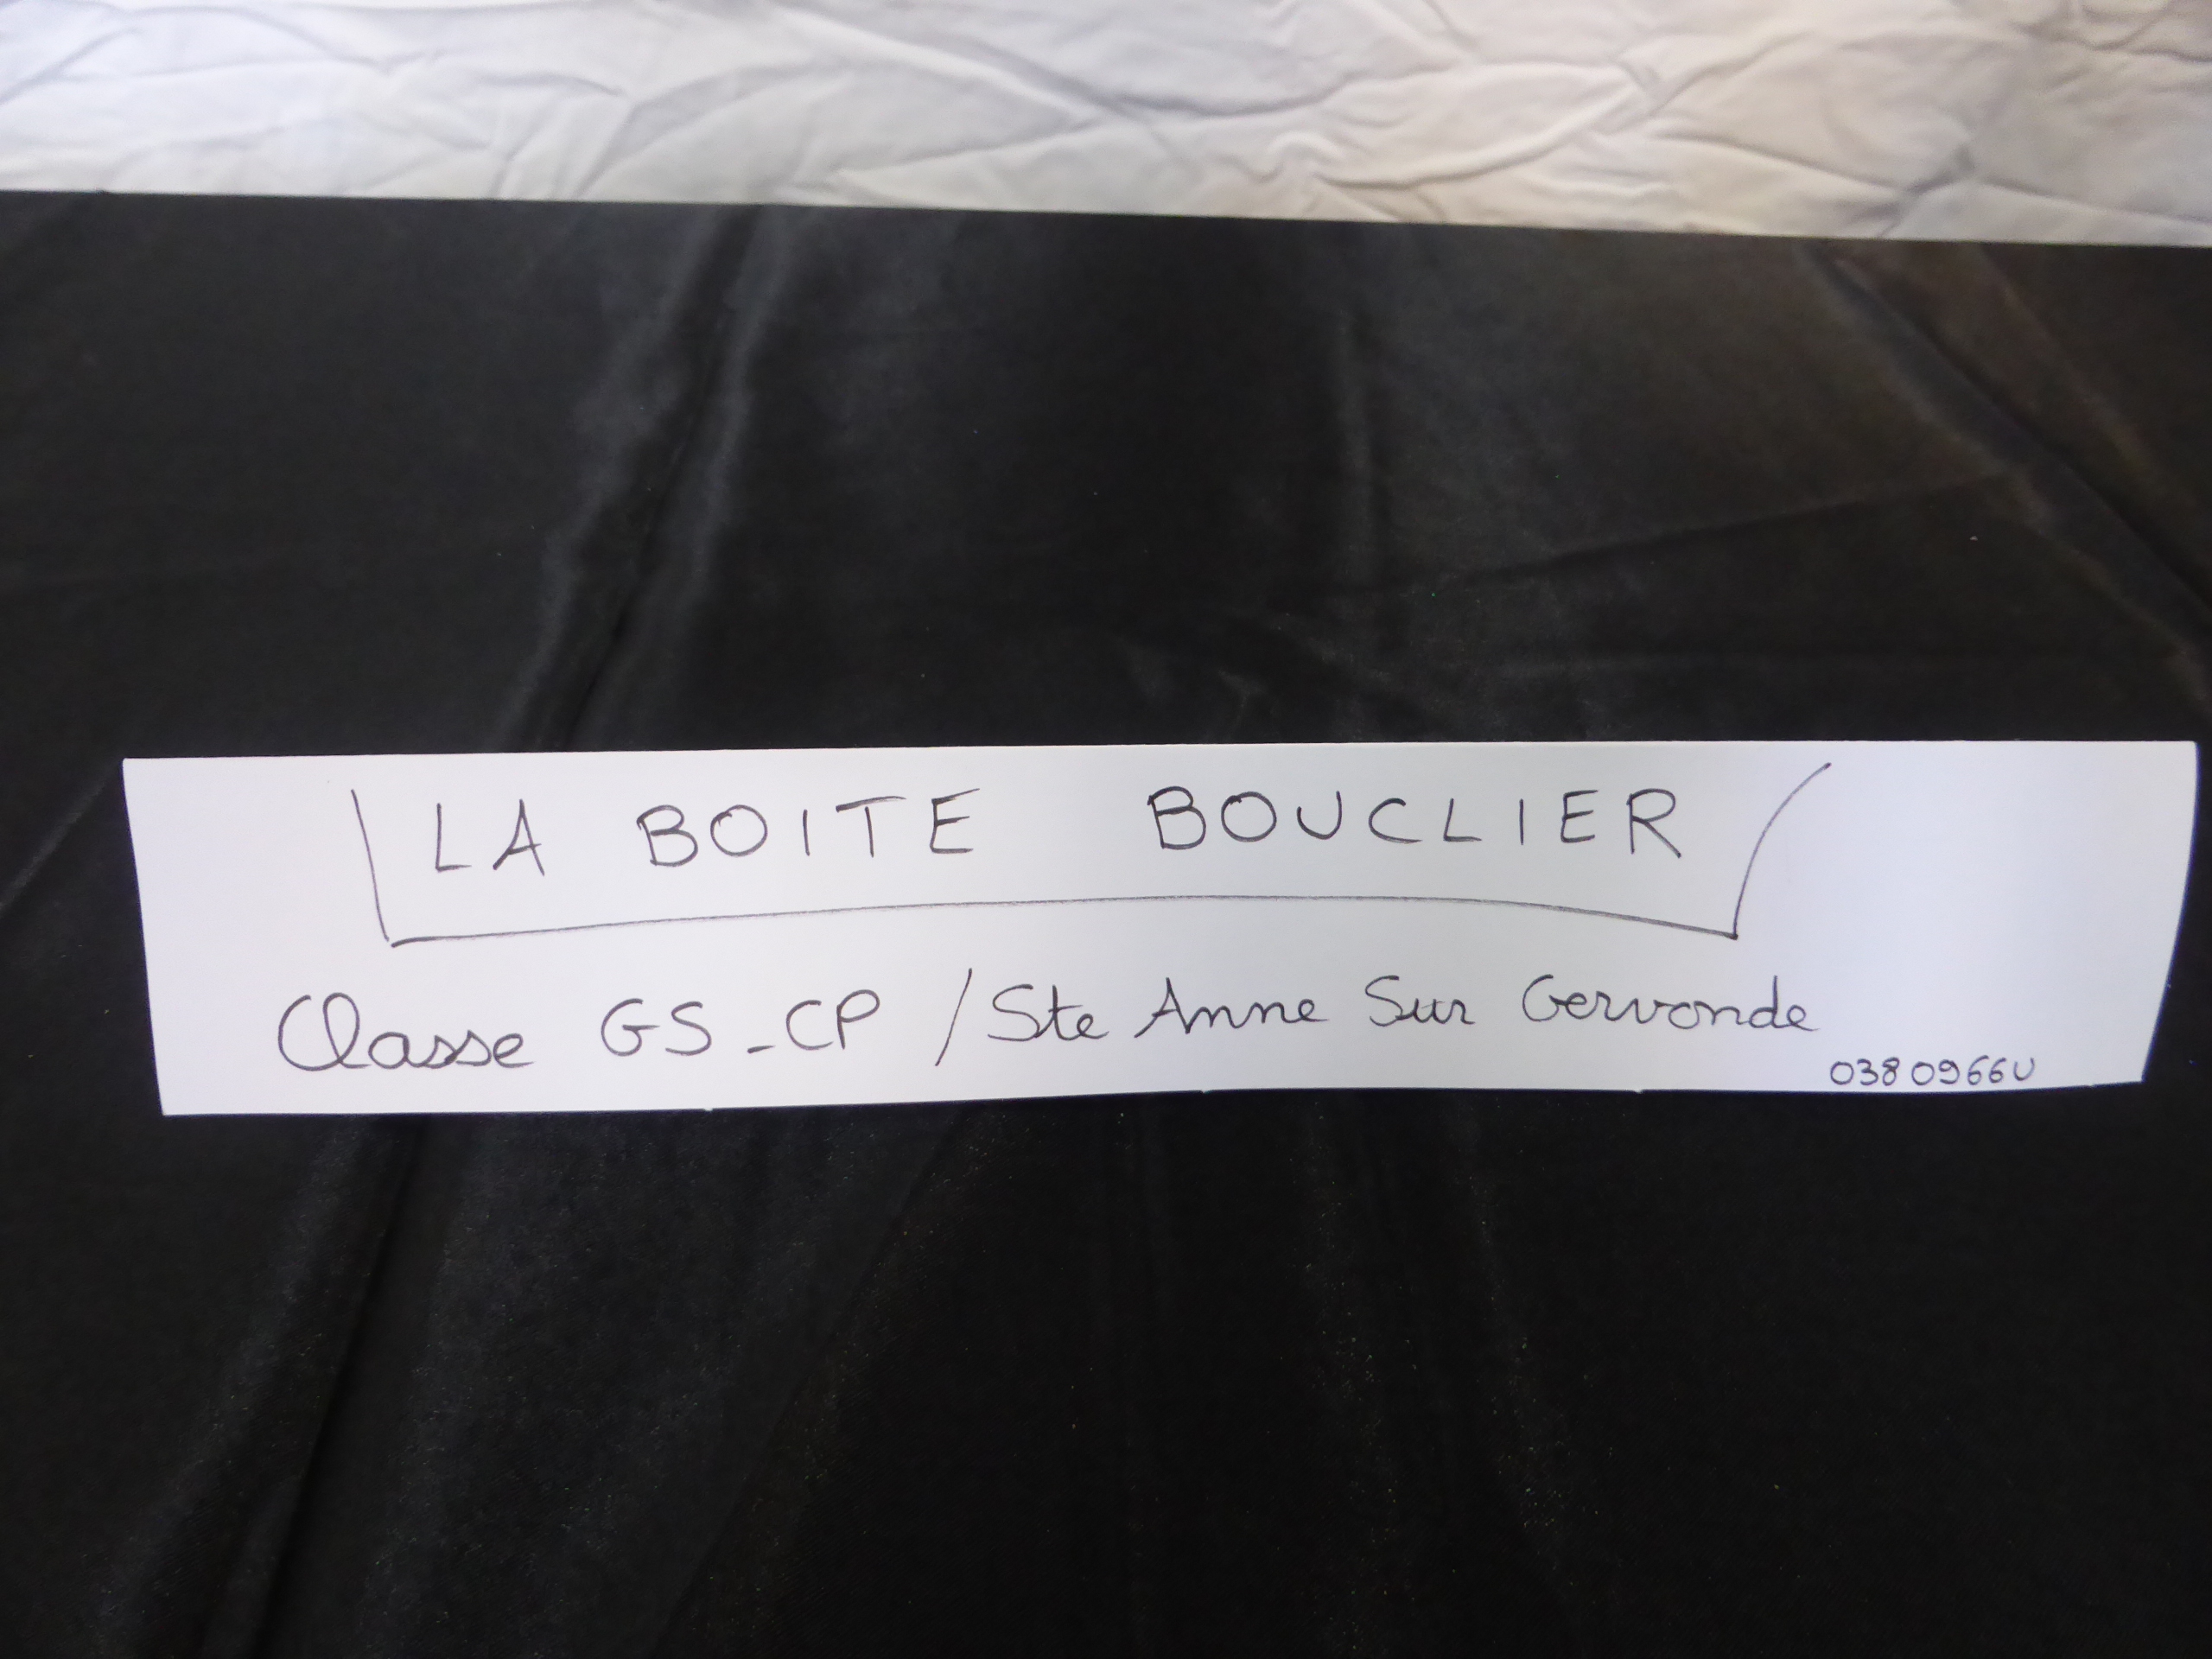 LA BOITE BOUCLIER
Classe GS_CP / Ste Anne Sur Gervonde
0380966U